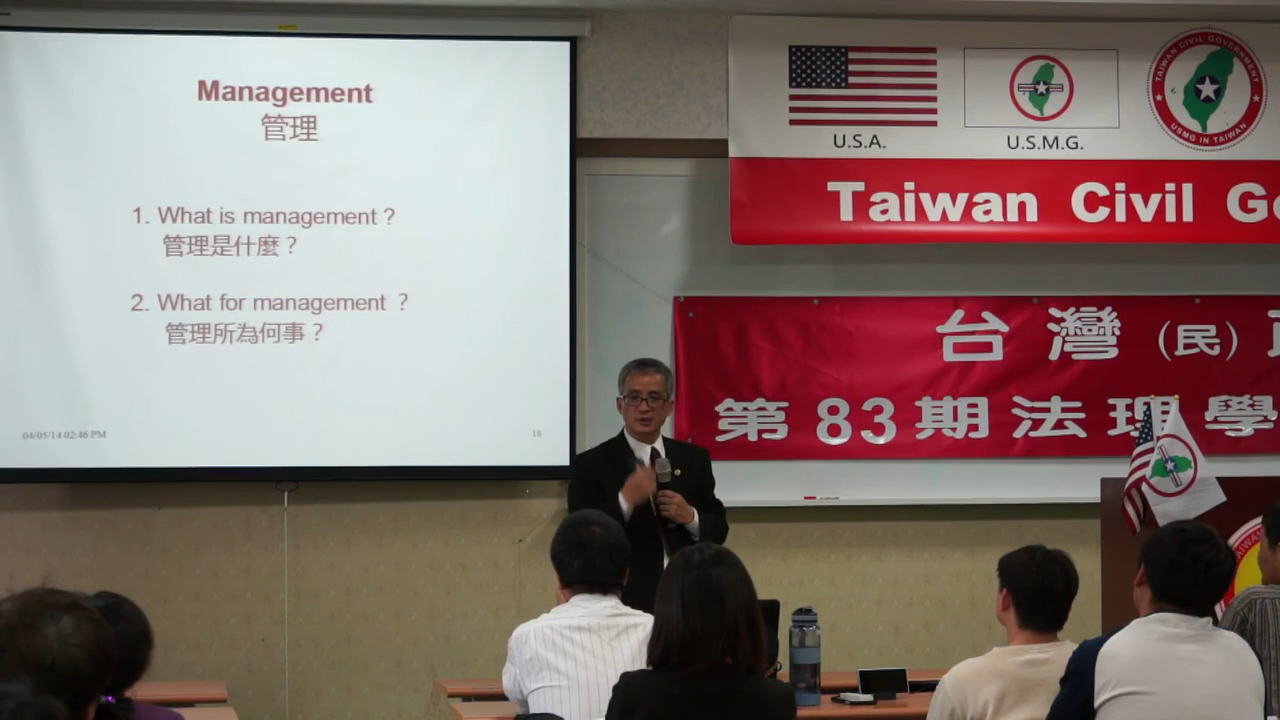 Management
管理
1. What is management ?
管理是什麼 ?
2. What for management ?
管理所為何事 ?
04/05/14 02:46 PM
18
U.S.A.
U.S.M.G.
TAIWAN CIVIL GOVERNMENT
USMG IN TAIWAN
Taiwan Civil
台灣(民)
第83期法理學